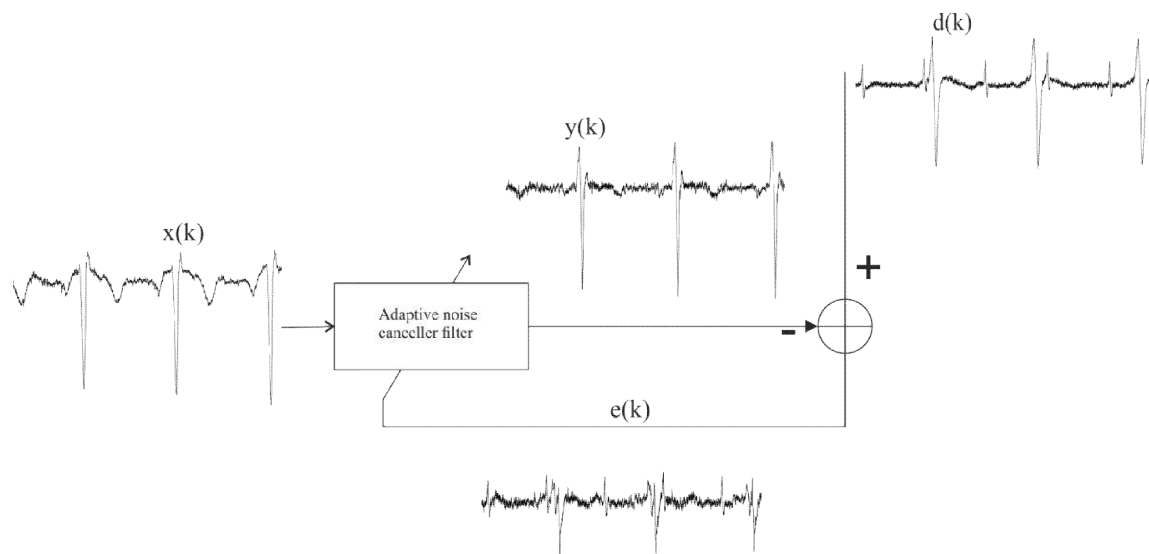 d(k)
y(k)
x(k)
+
Adaptive noise
canceller filter
-
e(k)